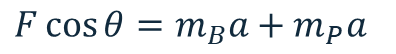 F cos θ = m_B a + m_P a